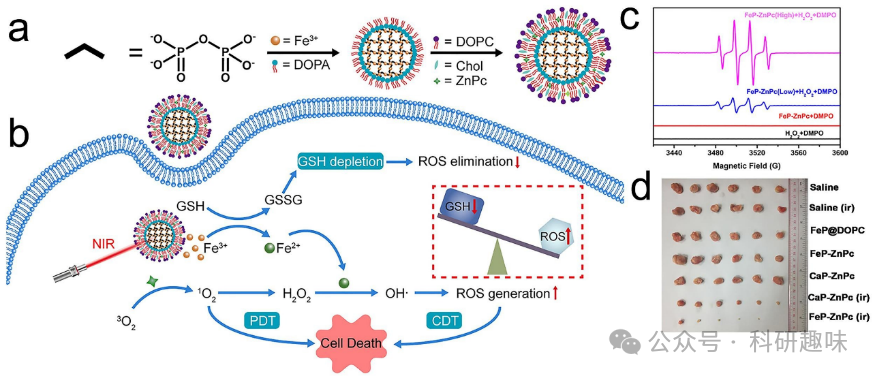 a
O⁻
O⁻
⁻O
P
O
P
O⁻
O
O
=
= Fe³⁺
= DOPA
= DOPC
= Chol
= ZnPc
b
GSH depletion
ROS elimination
GSH
GSSG
NIR
Fe³⁺
Fe²⁺
GSH
ROS
³O₂
¹O₂
H₂O₂
OH·
ROS generation
PDT
CDT
Cell Death
c
FeP-ZnPc(High)+H₂O₂+DMPO
FeP-ZnPc(Low)+H₂O₂+DMPO
FeP-ZnPc+DMPO
H₂O₂+DMPO
3440
3480
3520
3560
3600
Magnetic Field (G)
d
Saline
Saline (ir)
FeP@DOPC
FeP-ZnPc
CaP-ZnPc
CaP-ZnPc (ir)
FeP-ZnPc (ir)
公众号 · 科研趣味